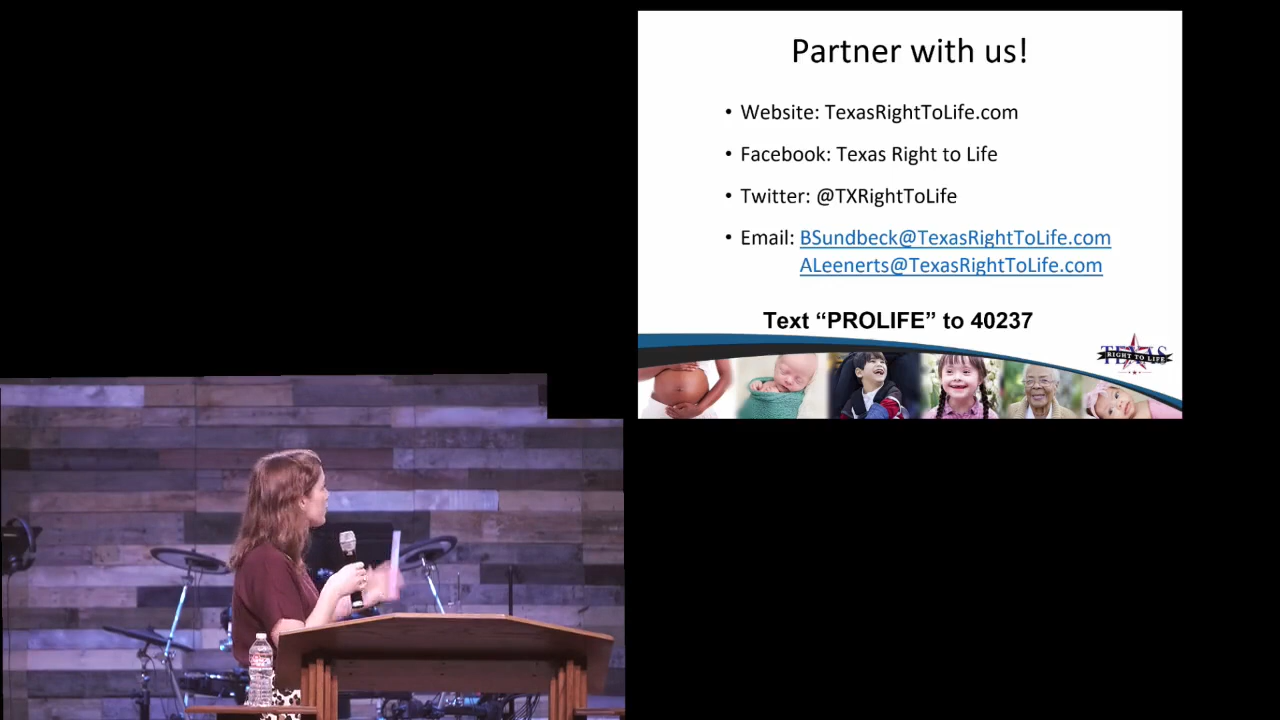 Partner with us!
• Website: TexasRightToLife.com
• Facebook: Texas Right to Life
• Twitter: @TXRightToLife
• Email: BSundbeck@TexasRightToLife.com
ALeenerts@TexasRightToLife.com
Text “PROLIFE” to 40237
TEXAS
RIGHT TO LIFE